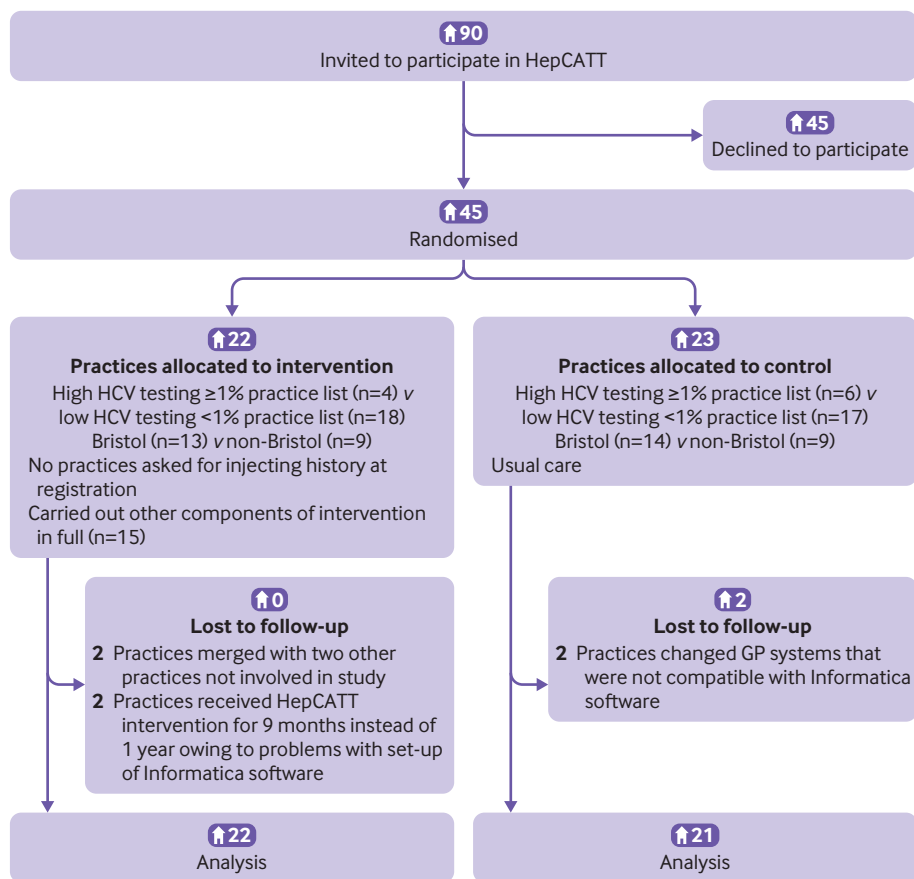 90
Invited to participate in HepCATT
45
Declined to participate
45
Randomised
22
Practices allocated to intervention
High HCV testing ≥1% practice list (n=4) v
low HCV testing <1% practice list (n=18)
Bristol (n=13) v non-Bristol (n=9)
No practices asked for injecting history at
registration
Carried out other components of intervention
in full (n=15)
23
Practices allocated to control
High HCV testing ≥1% practice list (n=6) v
low HCV testing <1% practice list (n=17)
Bristol (n=14) v non-Bristol (n=9)
Usual care
0
Lost to follow-up
2 Practices merged with two other
practices not involved in study
2 Practices received HepCATT
intervention for 9 months instead of
1 year owing to problems with set-up
of Informatica software
2
Lost to follow-up
2 Practices changed GP systems that
were not compatible with Informatica
software
22
Analysis
21
Analysis